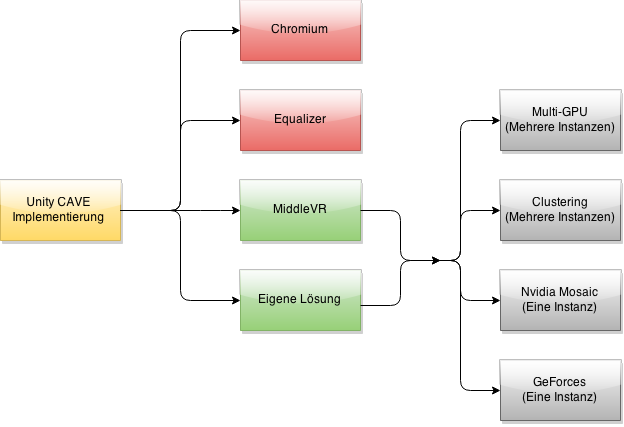 Chromium
Equalizer
Unity CAVE
Implementierung
MiddleVR
Eigene Lösung
Multi-GPU
(Mehrere Instanzen)
Clustering
(Mehrere Instanzen)
Nvidia Mosaic
(Eine Instanz)
GeForces
(Eine Instanz)